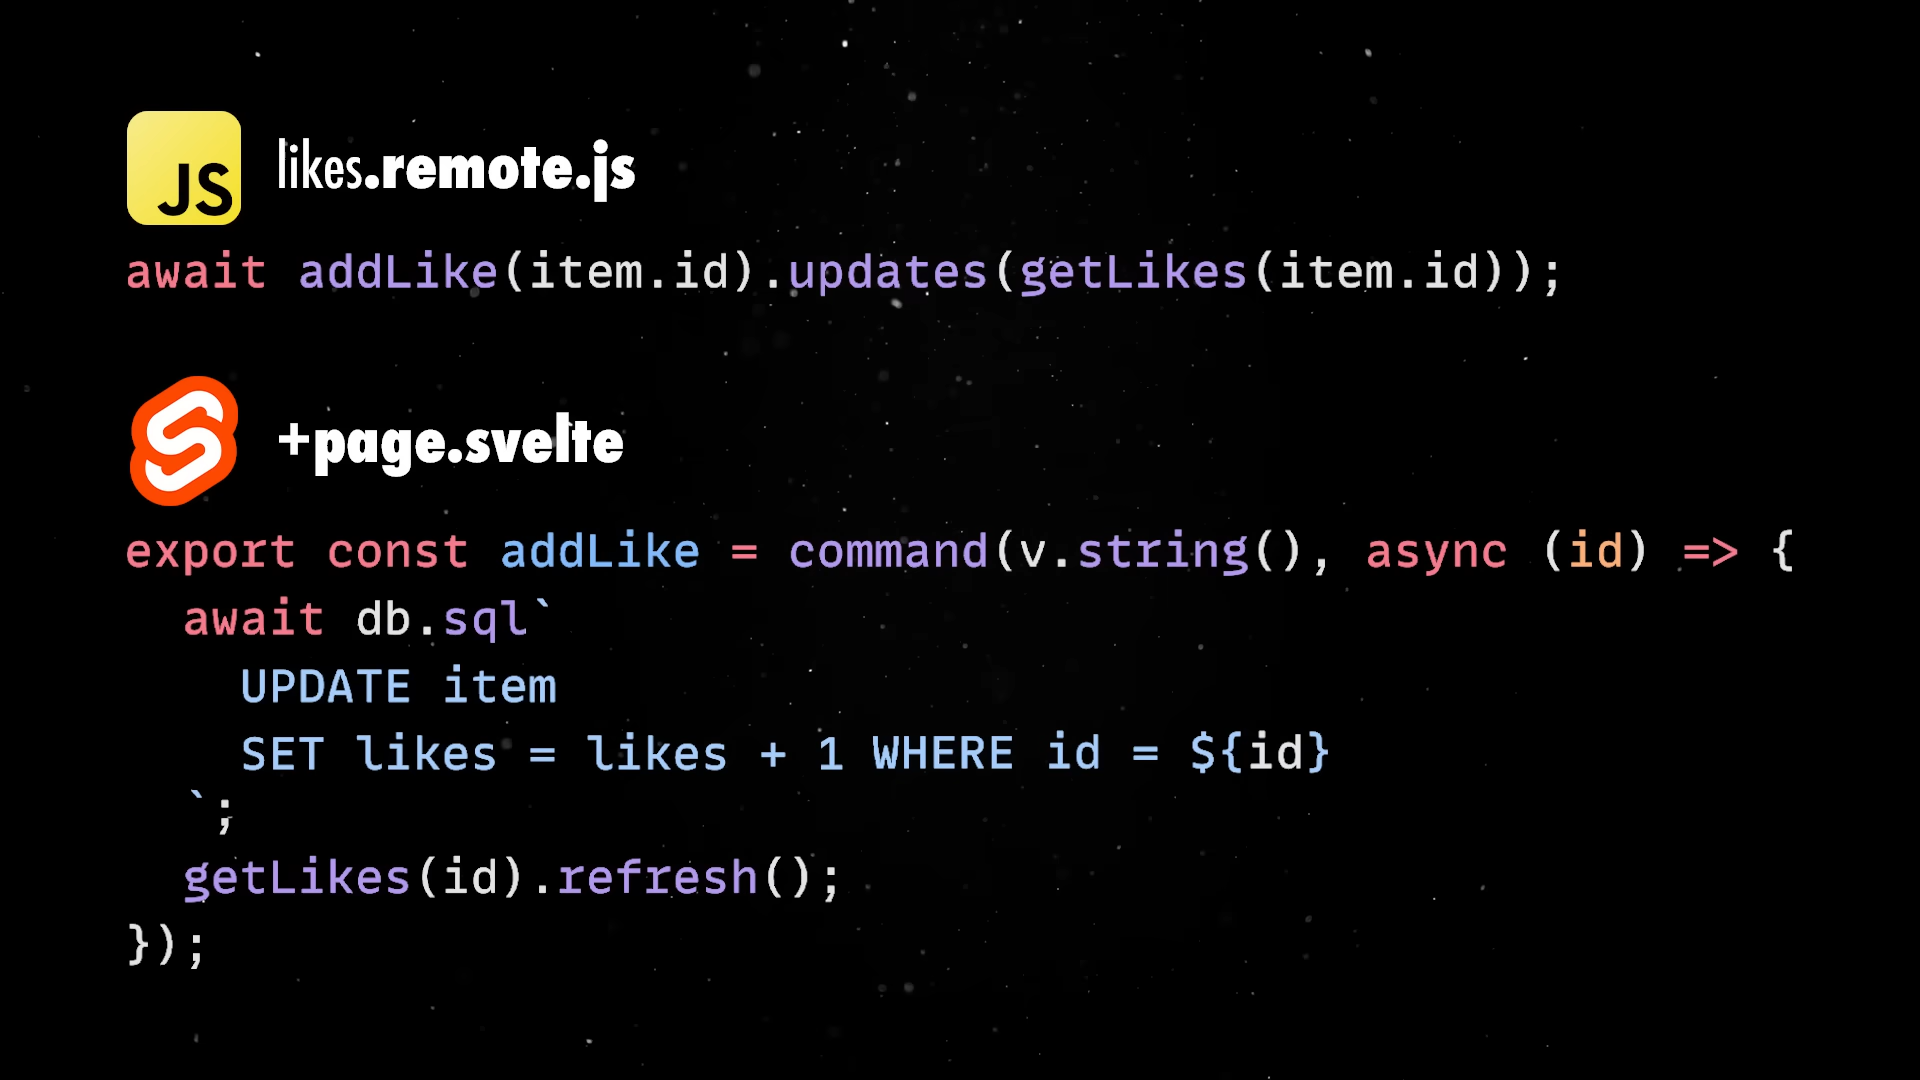 JS
likes.remote.js
await addLike(item.id).updates(getLikes(item.id));
+page.svelte
export const addLike = command(v.string(), async (id) => {
  await db.sql`
    UPDATE item
    SET likes = likes + 1 WHERE id = ${id}
  `;
  getLikes(id).refresh();
});